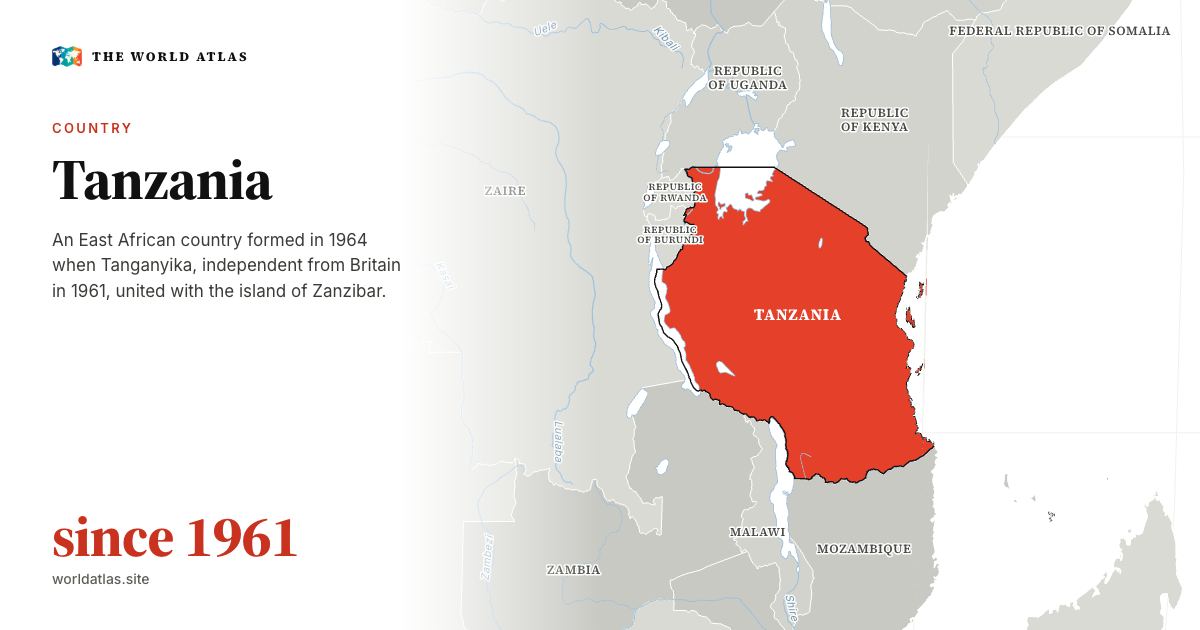 THE WORLD ATLAS
COUNTRY
Tanzania
An East African country formed in 1964
when Tanganyika, independent from Britain
in 1961, united with the island of Zanzibar.
since 1961
worldatlas.site
Uele
Kibali
FEDERAL REPUBLIC OF SOMALIA
REPUBLIC
OF UGANDA
REPUBLIC
OF KENYA
ZAIRE
REPUBLIC
OF RWANDA
REPUBLIC
OF BURUNDI
Kasai
TANZANIA
Lualaba
MALAWI
MOZAMBIQUE
Zambezi
ZAMBIA
Shire